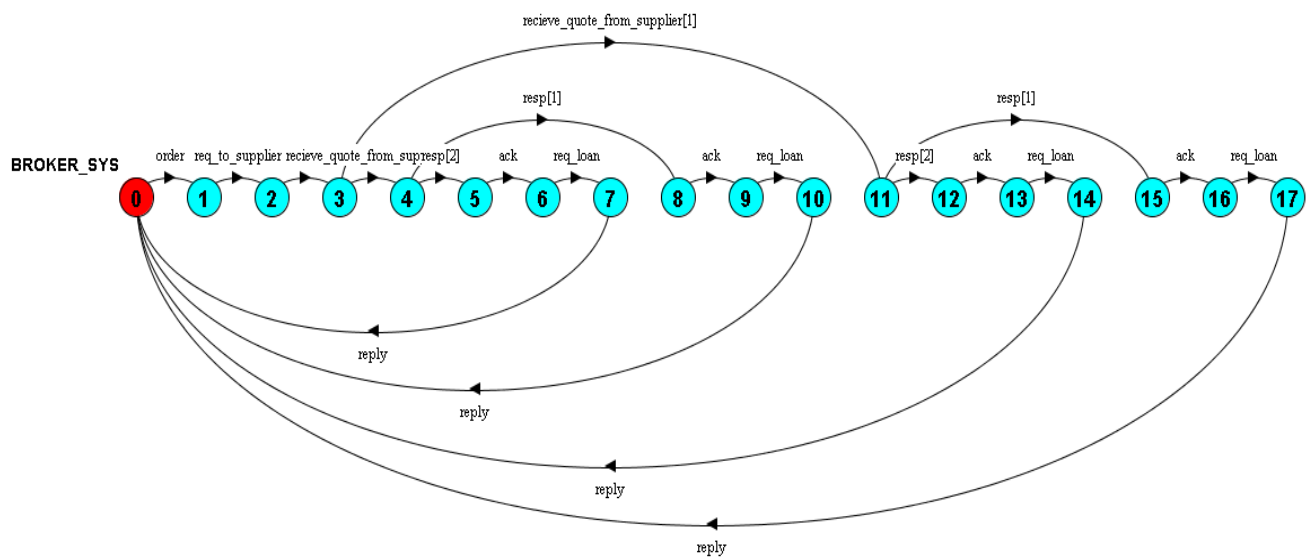 recieve_quote_from_supplier[1]
resp[1] resp[1]
BROKER_SYS order req_to_supplier recieve_quote_from_sup resp[2] ack req_loan ack req_loan resp[2] ack req_loan ack req_loan
0 1 2 3 4 5 6 7 8 9 10 11 12 13 14 15 16 17
reply
reply
reply
reply